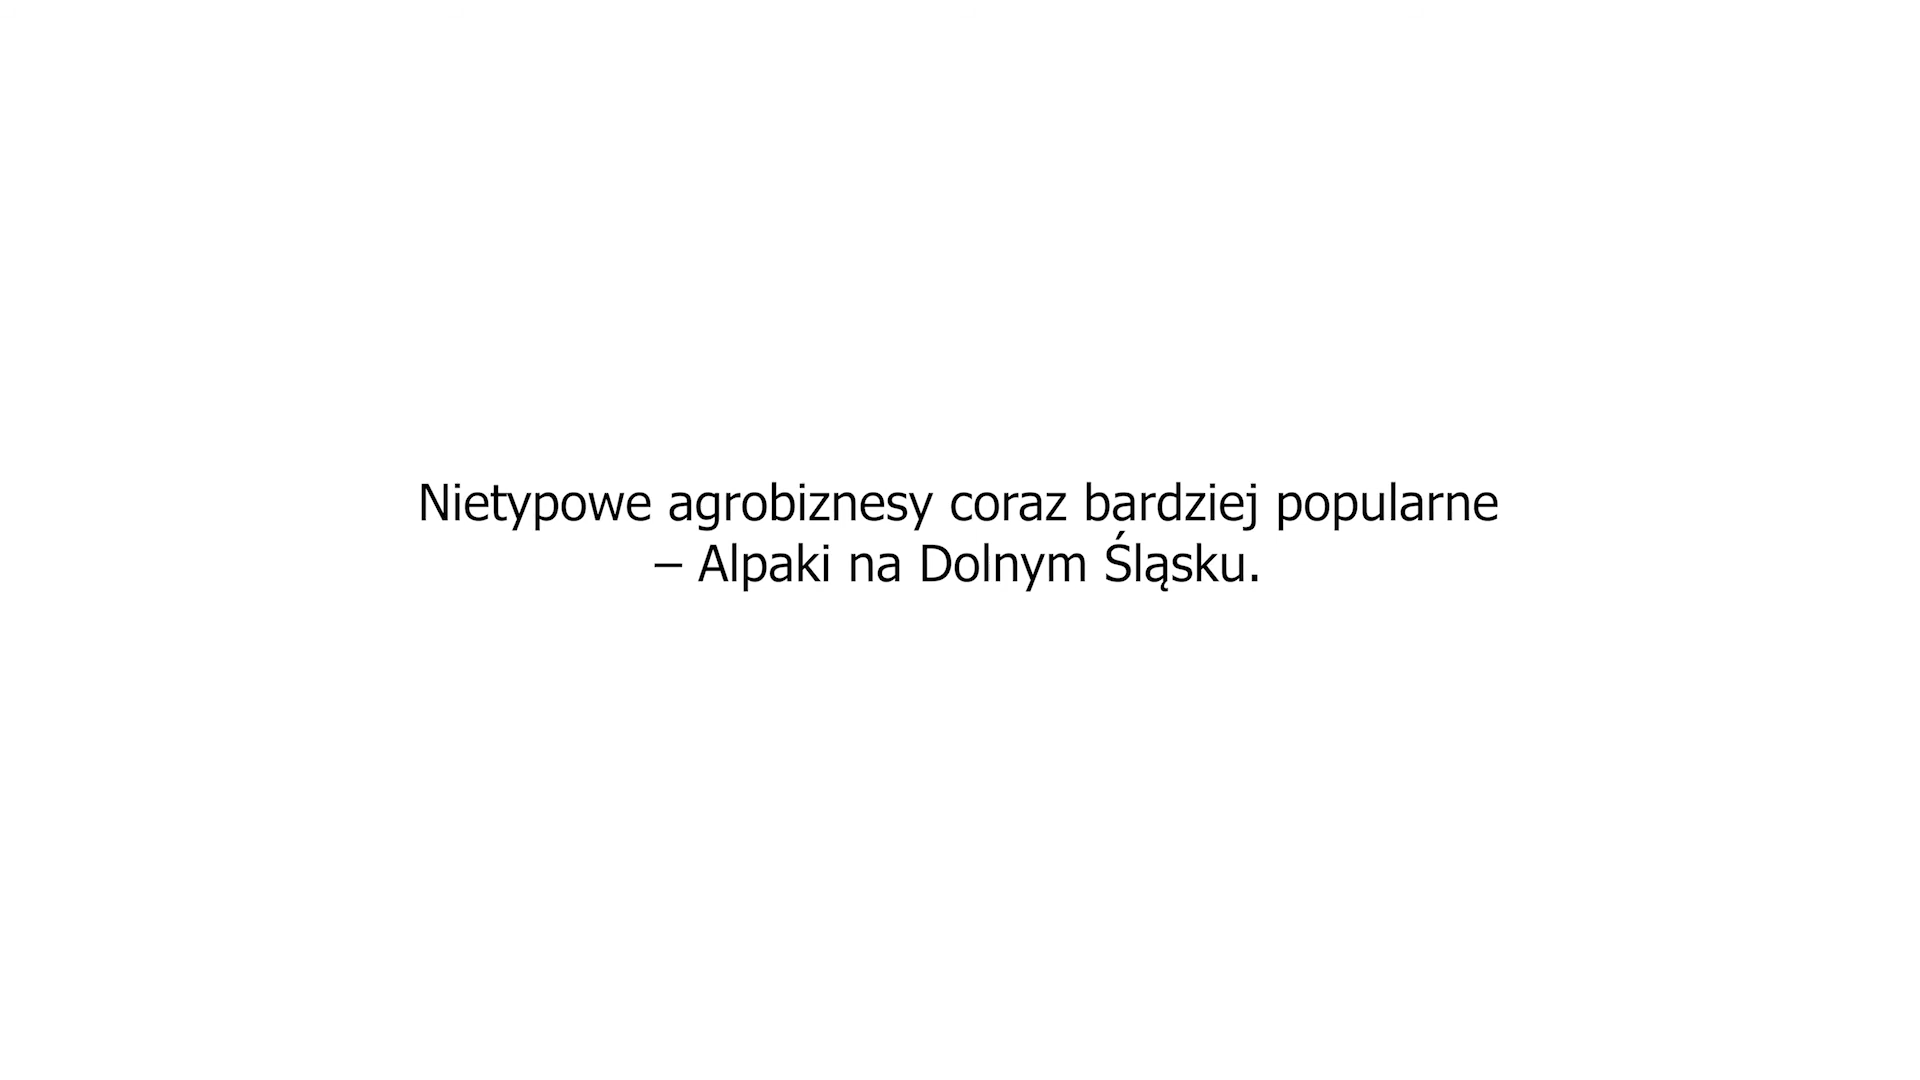 Nietypowe agrobiznesy coraz bardziej popularne
– Alpaki na Dolnym Śląsku.